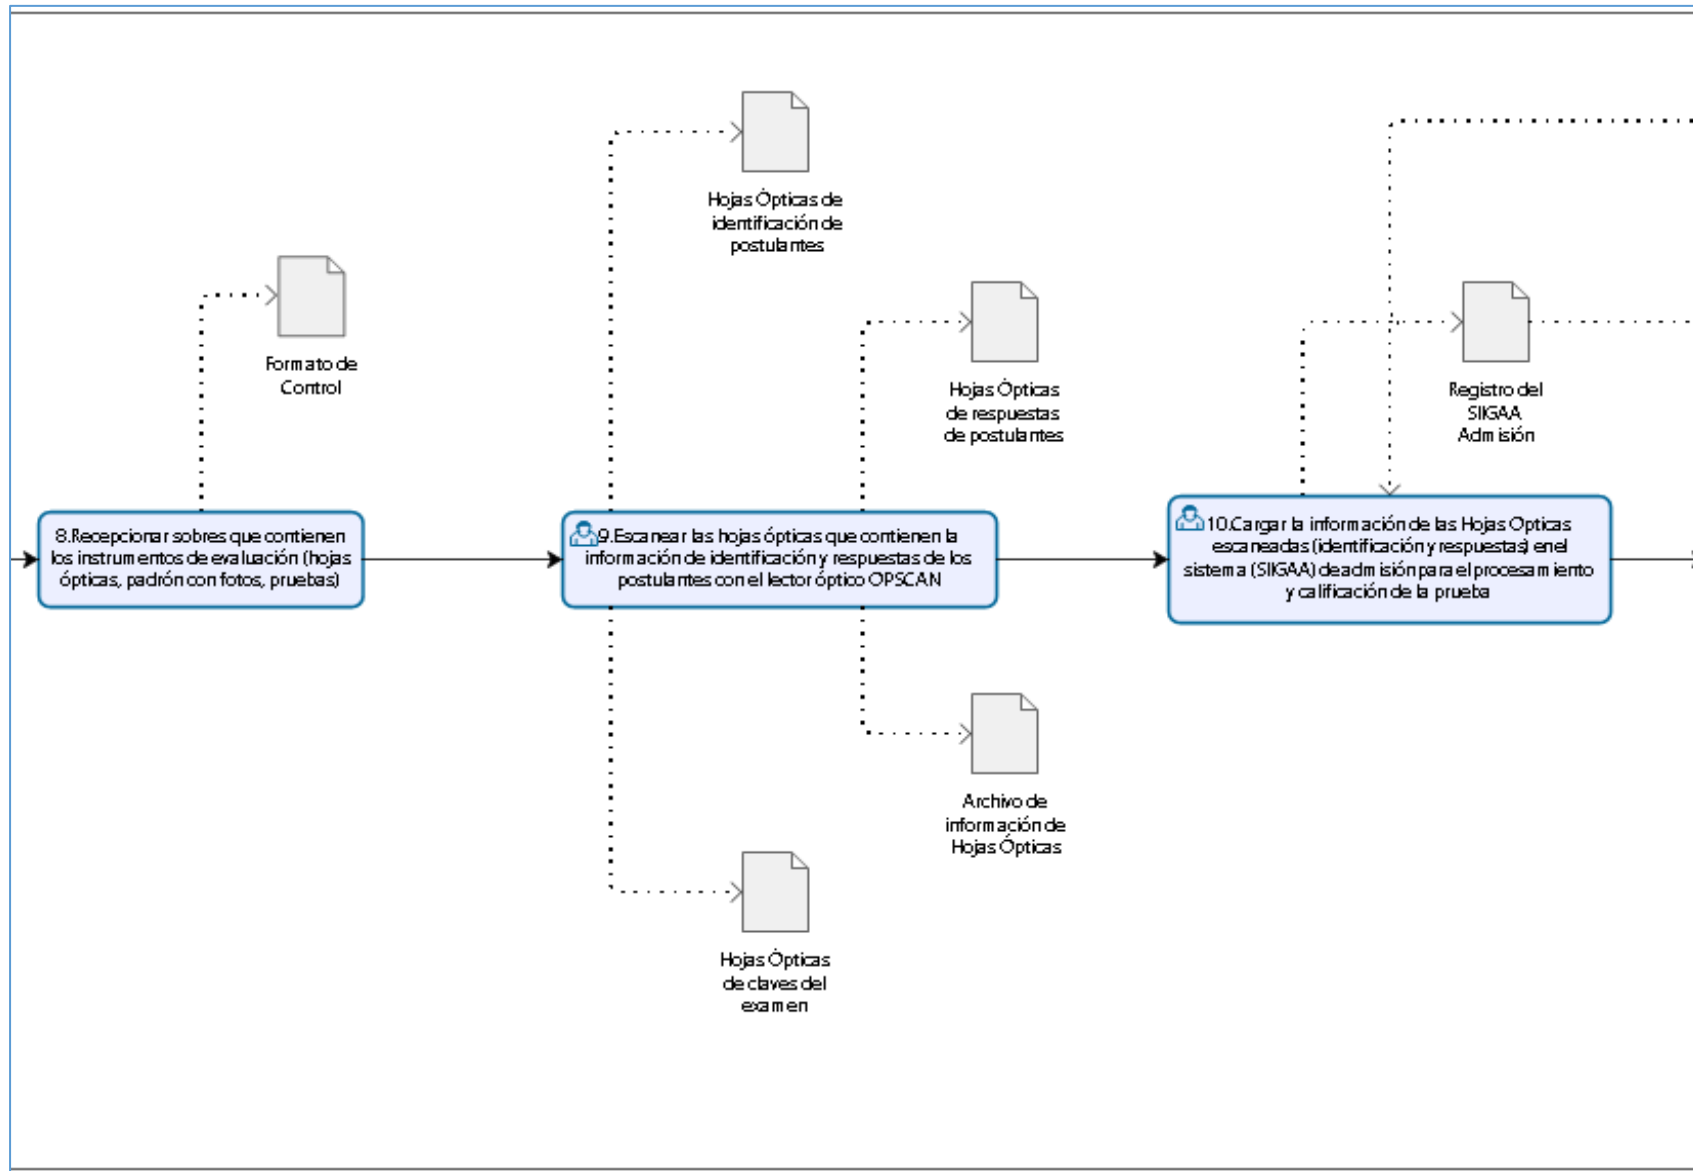 Hojas Ópticas de
identificación de
postulantes
Formato de
Control
Hojas Ópticas
de respuestas
de postulantes
Registro del
SIIGAA
Admisión
8.Recepcionar sobres que contienen
los instrumentos de evaluación (hojas
ópticas, padrón con fotos, pruebas)
9.Escanear las hojas ópticas que contienen la
información de identificación y respuestas de los
postulantes con el lector óptico OPSCAN
10.Cargar la información de las Hojas Opticas
escaneadas (identificación y respuestas) en el
sistema (SIIGAA) de admisión para el procesamiento
y calificación de la prueba
Archivo de
información de
Hojas Ópticas
Hojas Ópticas
de claves del
examen